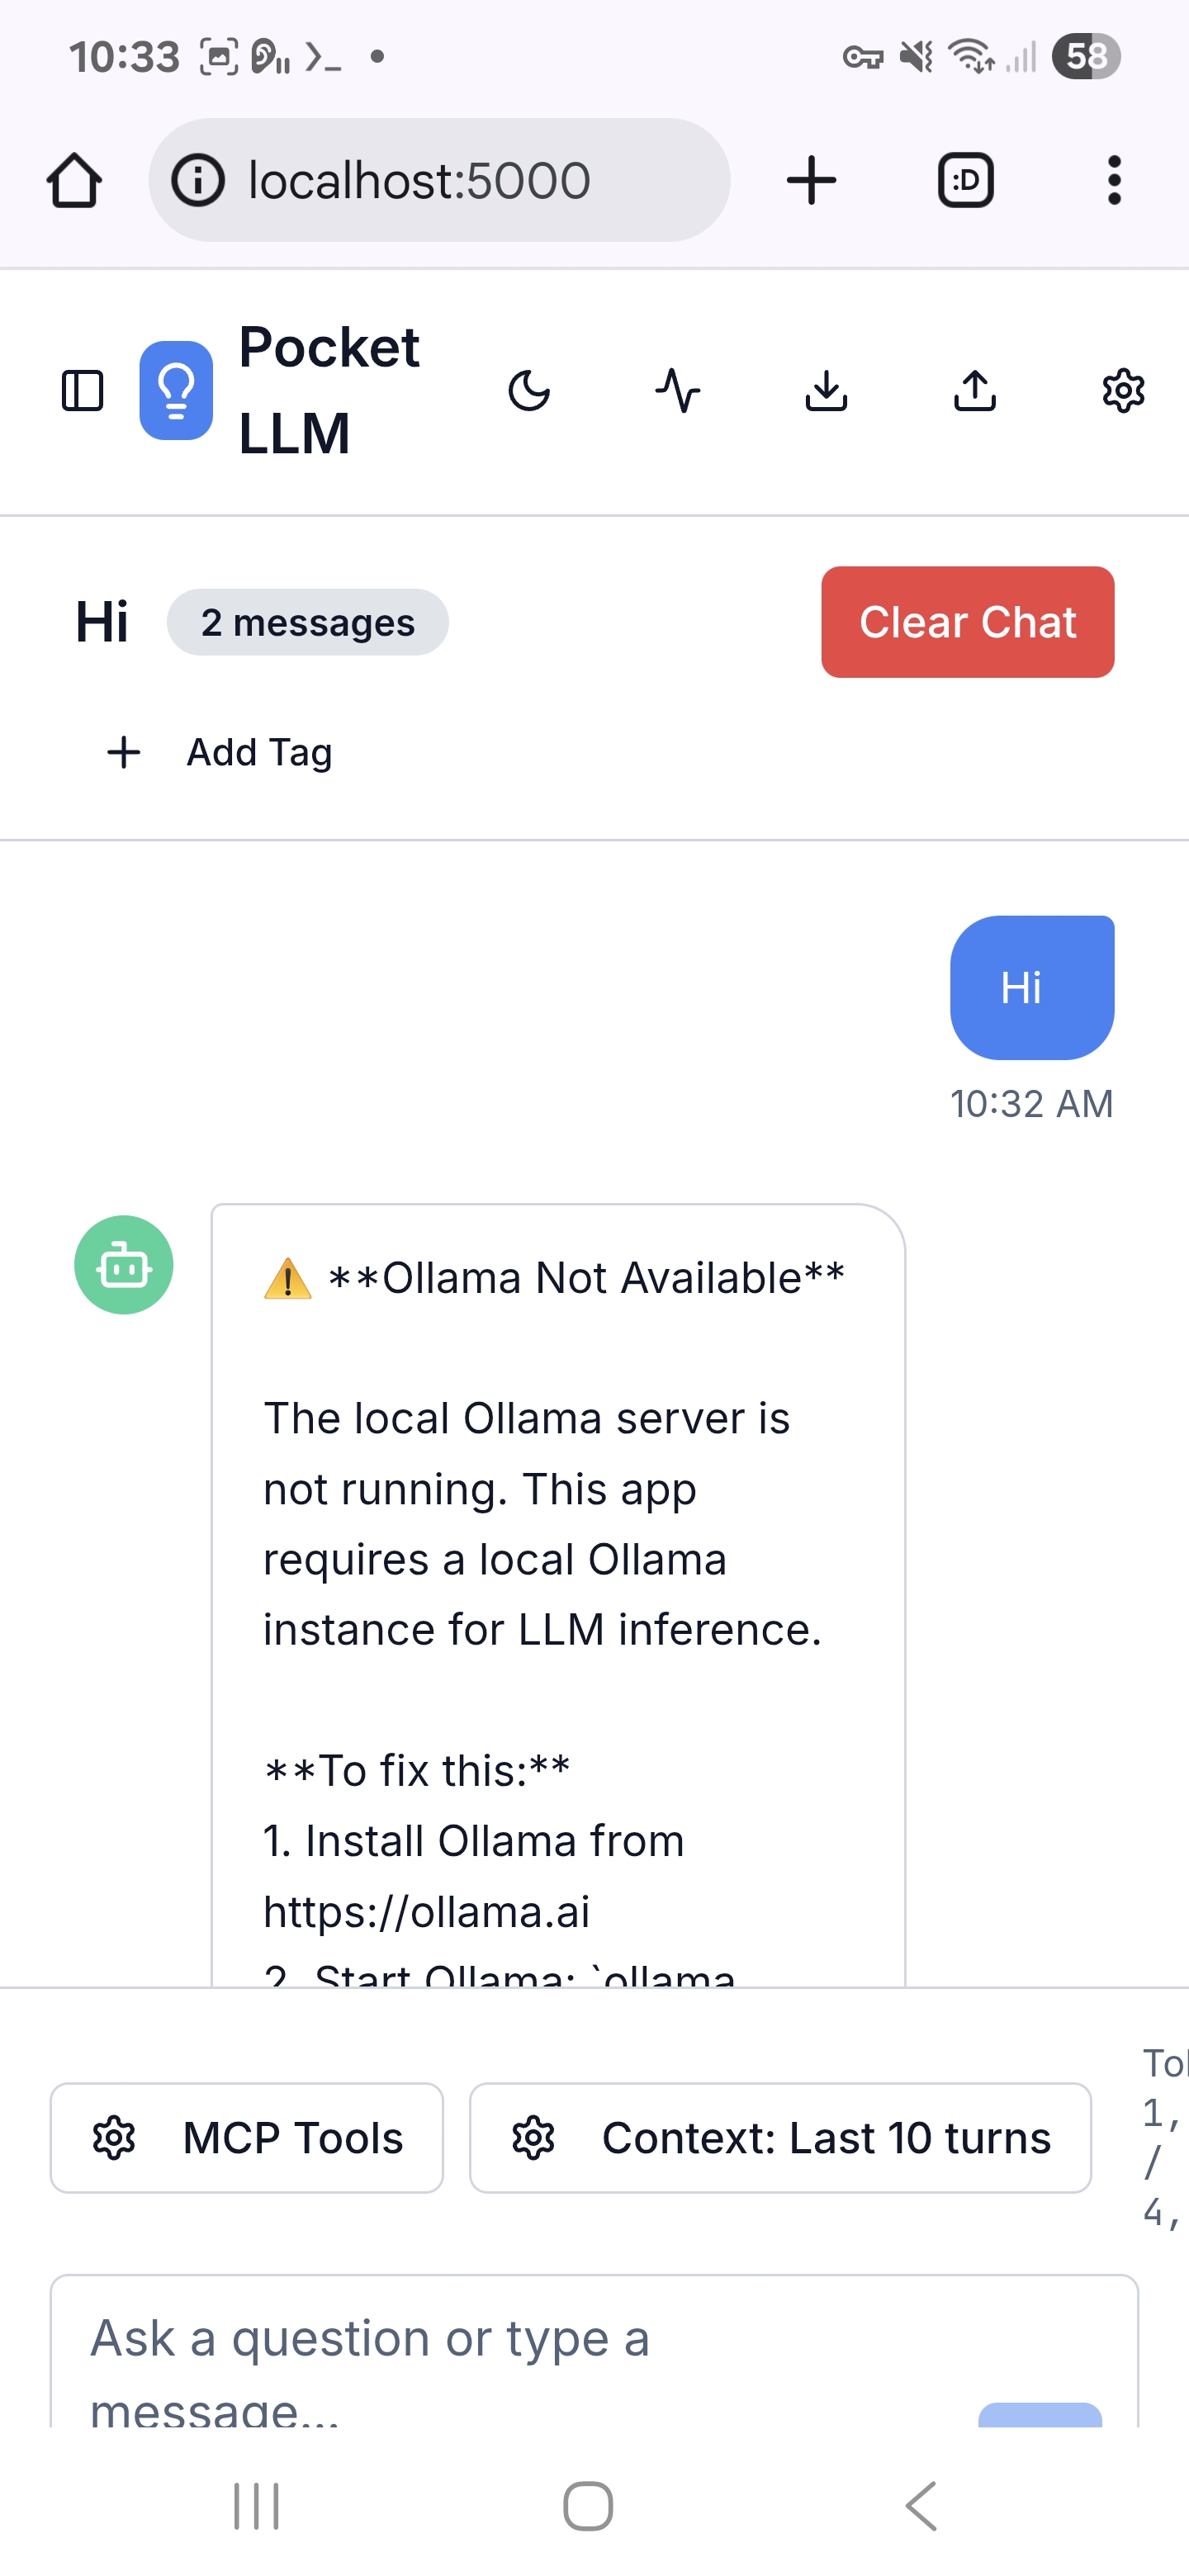 10:33
58
localhost:5000
:D
Pocket
LLM
Hi
2 messages
Clear Chat
Add Tag
Hi
10:32 AM
⚠️ **Ollama Not Available**
The local Ollama server is
not running. This app
requires a local Ollama
instance for LLM inference.
**To fix this:**
1. Install Ollama from
https://ollama.ai
2. Start Ollama: `ollama
MCP Tools
Context: Last 10 turns
1,
/
4,
Ask a question or type a
message...